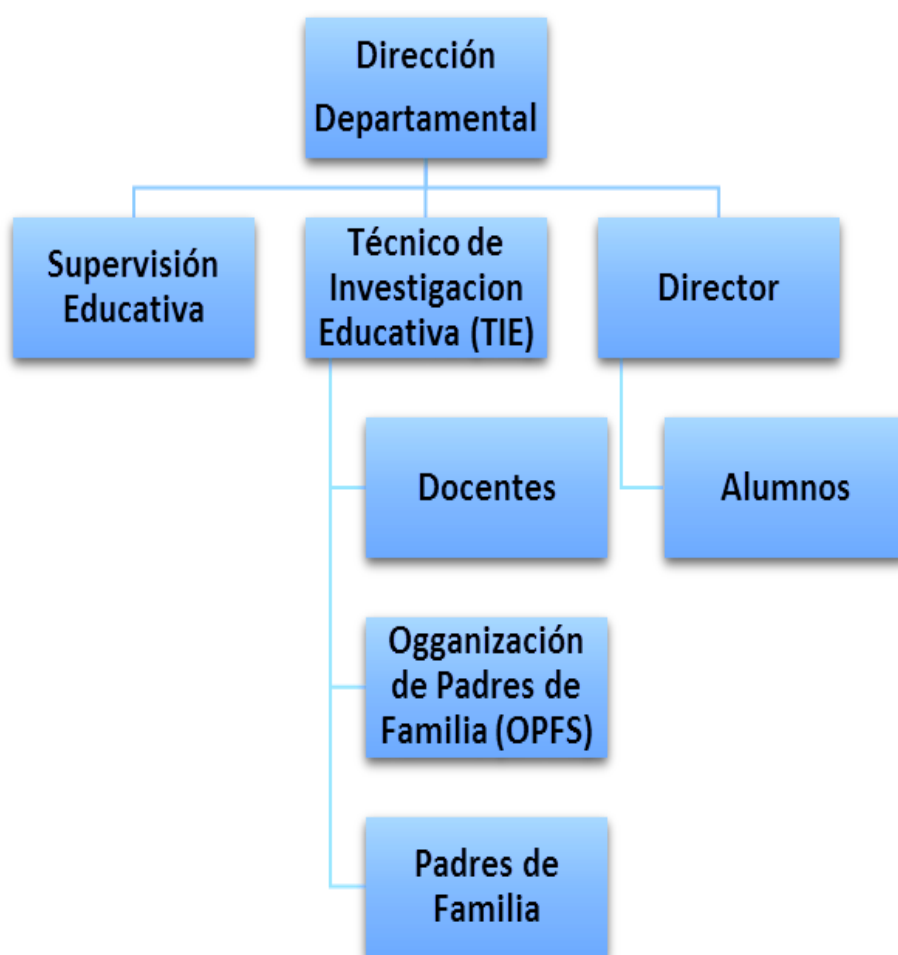 Dirección
Departamental
Supervisión
Educativa
Técnico de
Investigacion
Educativa (TIE)
Director
Docentes
Alumnos
Ogganización
de Padres de
Familia (OPFS)
Padres de
Familia